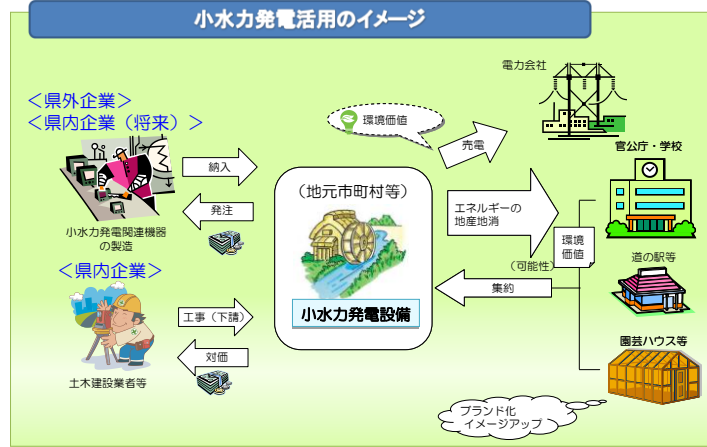 小水力発電活用のイメージ
電力会社
＜県外企業＞
＜県内企業（将来）＞
環境価値
売電
官公庁・学校
納入
（地元市町村等）
エネルギーの
地産地消
発注
小水力発電関連機器
の製造
環境
価値
道の駅等
＜県内企業＞
（可能性）
集約
工事（下請）
小水力発電設備
園芸ハウス等
対価
土木建設業者等
ブランド化
イメージアップ